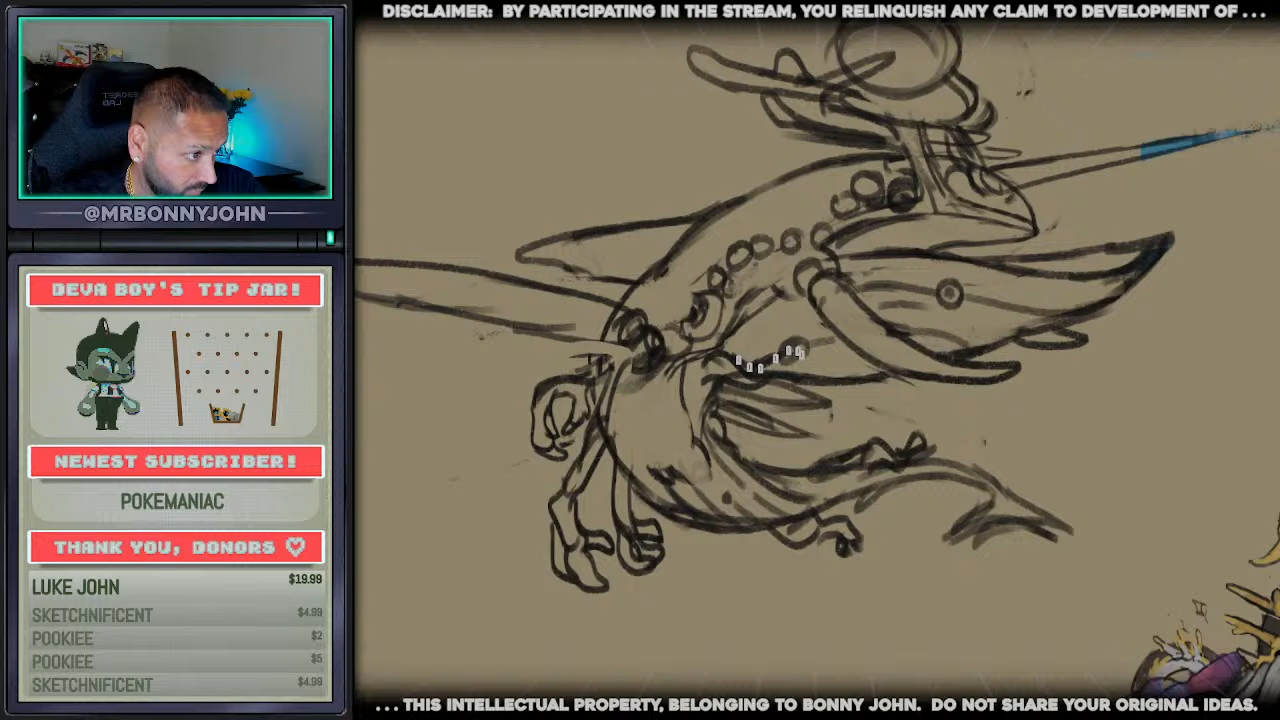 DISCLAIMER: BY PARTICIPATING IN THE STREAM, YOU RELINQUISH ANY CLAIM TO DEVELOPMENT OF . . .
@MRBONNYJOHN
DEVA BOY'S TIP JAR!
NEWEST SUBSCRIBER!
POKEMANIAC
THANK YOU, DONORS ♡
LUKE JOHN $19.99
SKETCHNIFICENT $4.99
POOKIEE $2
POOKIEE $5
SKETCHNIFICENT $4.99
. . . THIS INTELLECTUAL PROPERTY, BELONGING TO BONNY JOHN. DO NOT SHARE YOUR ORIGINAL IDEAS.